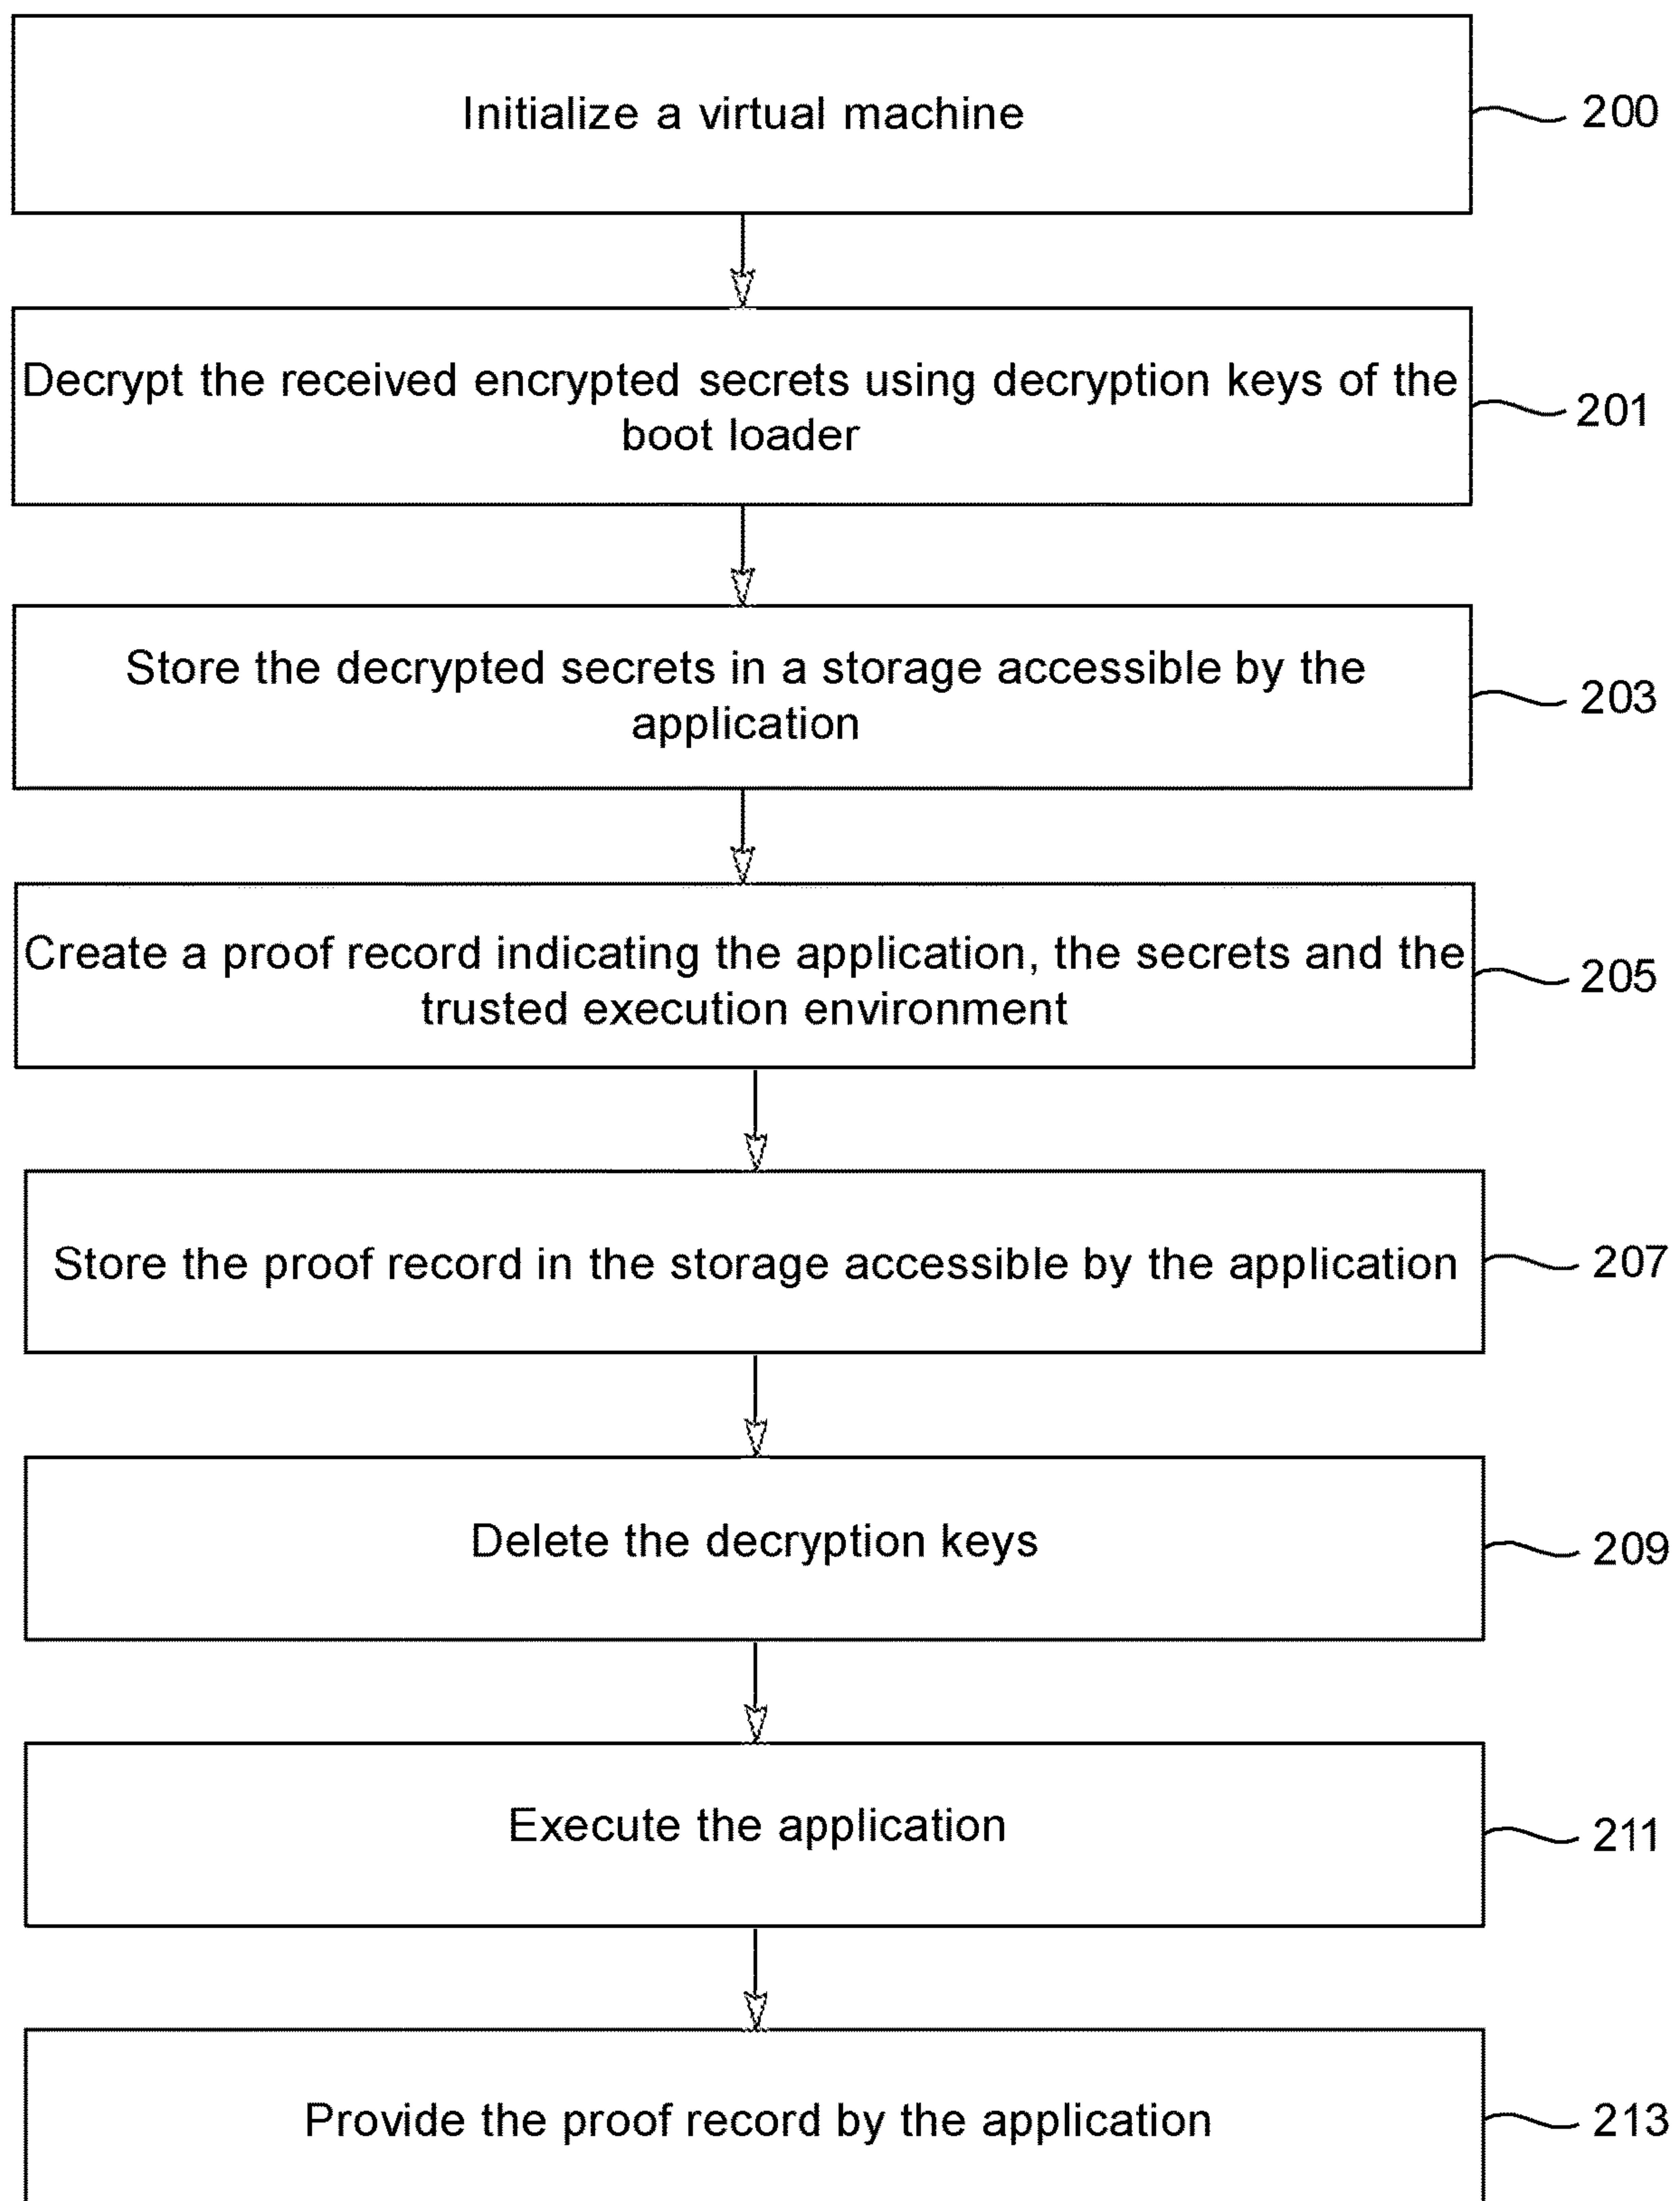 Initialize a virtual machine
200
Decrypt the received encrypted secrets using decryption keys of the
boot loader
201
Store the decrypted secrets in a storage accessible by the
application
203
Create a proof record indicating the application, the secrets and the
trusted execution environment
205
Store the proof record in the storage accessible by the application
207
Delete the decryption keys
209
Execute the application
211
Provide the proof record by the application
213